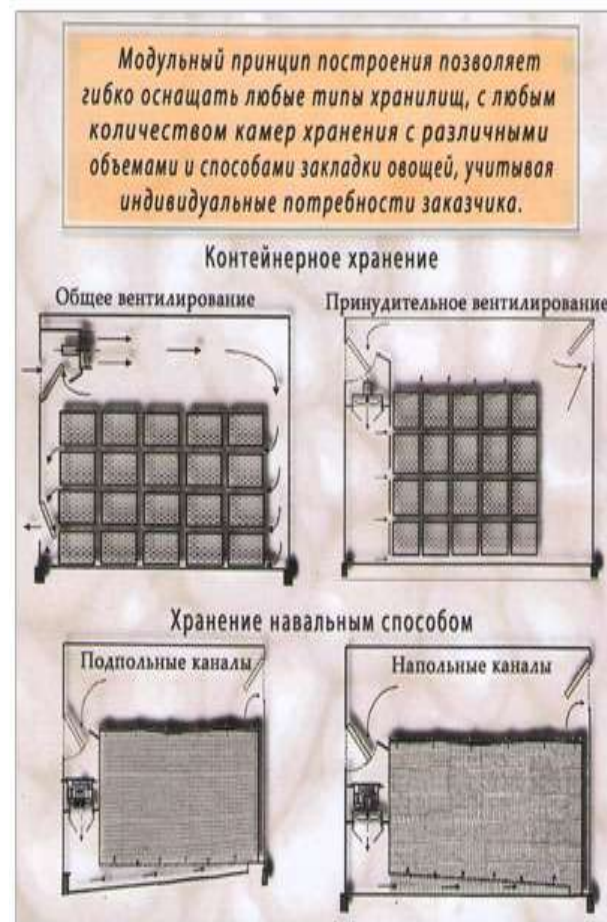 Модульный принцип построения позволяет
гибко оснащать любые типы хранилищ, с любым
количеством камер хранения с различными
объемами и способами закладки овощей, учитывая
индивидуальные потребности заказчика.
Контейнерное хранение
Общее вентилирование
Принудительное вентилирование
Хранение навальным способом
Подпольные каналы
Напольные каналы